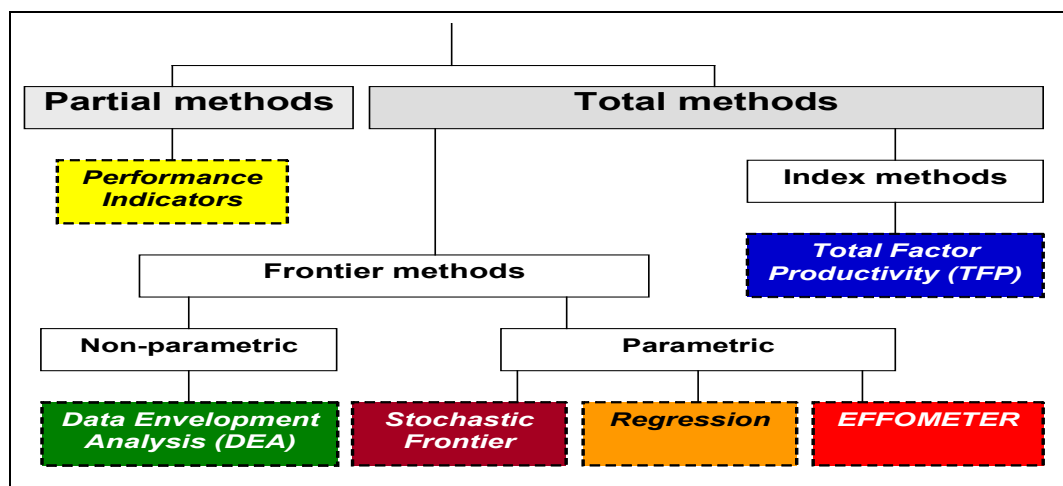 Partial methods
Total methods
Performance
Indicators
Index methods
Total Factor
Productivity (TFP)
Frontier methods
Non-parametric
Parametric
Data Envelopment
Analysis (DEA)
Stochastic
Frontier
Regression
EFFOMETER